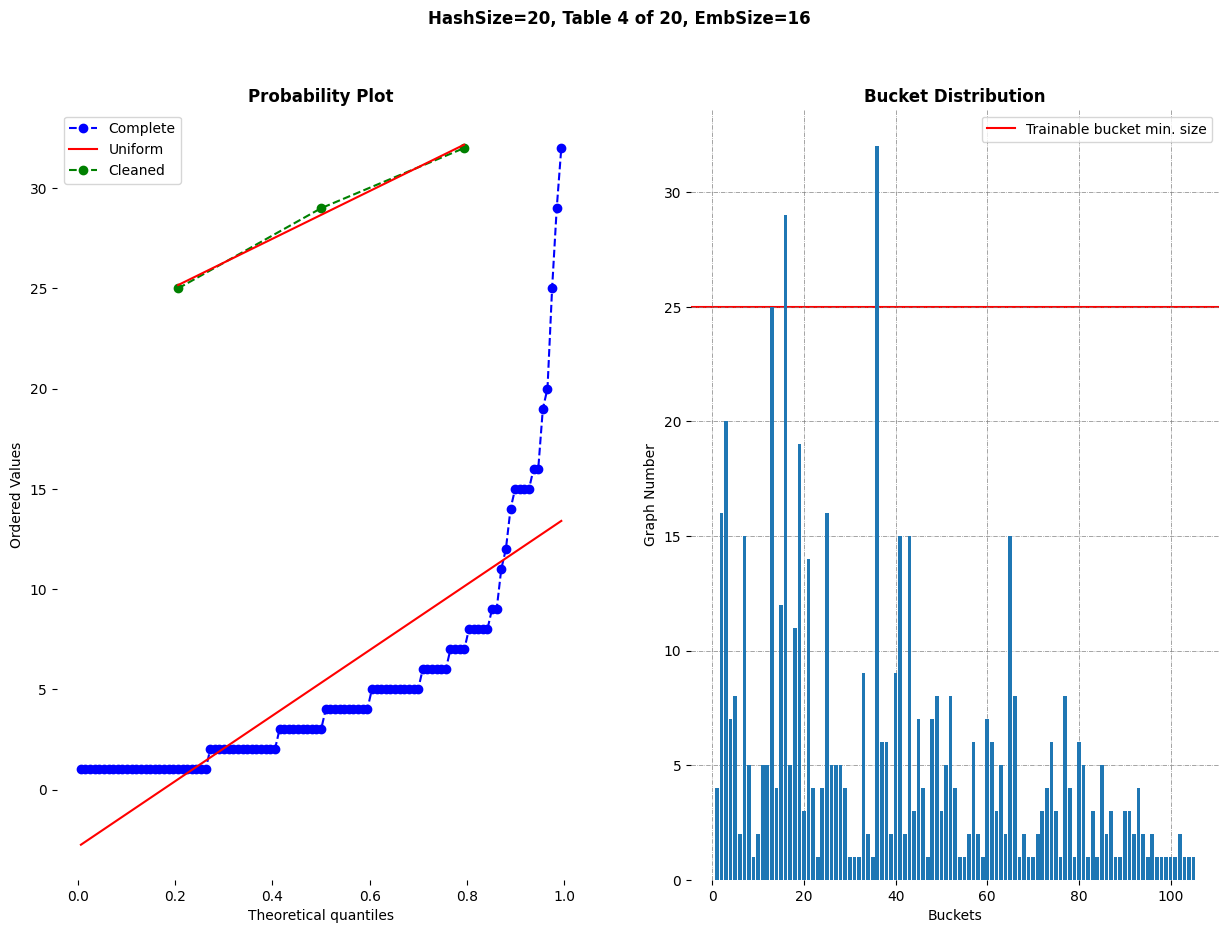 HashSize=20, Table 4 of 20, EmbSize=16
Probability Plot
Complete
Uniform
Cleaned
30
25
20
15
10
5
0
Ordered Values
0.0 0.2 0.4 0.6 0.8 1.0
Theoretical quantiles
Bucket Distribution
Trainable bucket min. size
30
25
20
15
10
5
0
Graph Number
0 20 40 60 80 100
Buckets